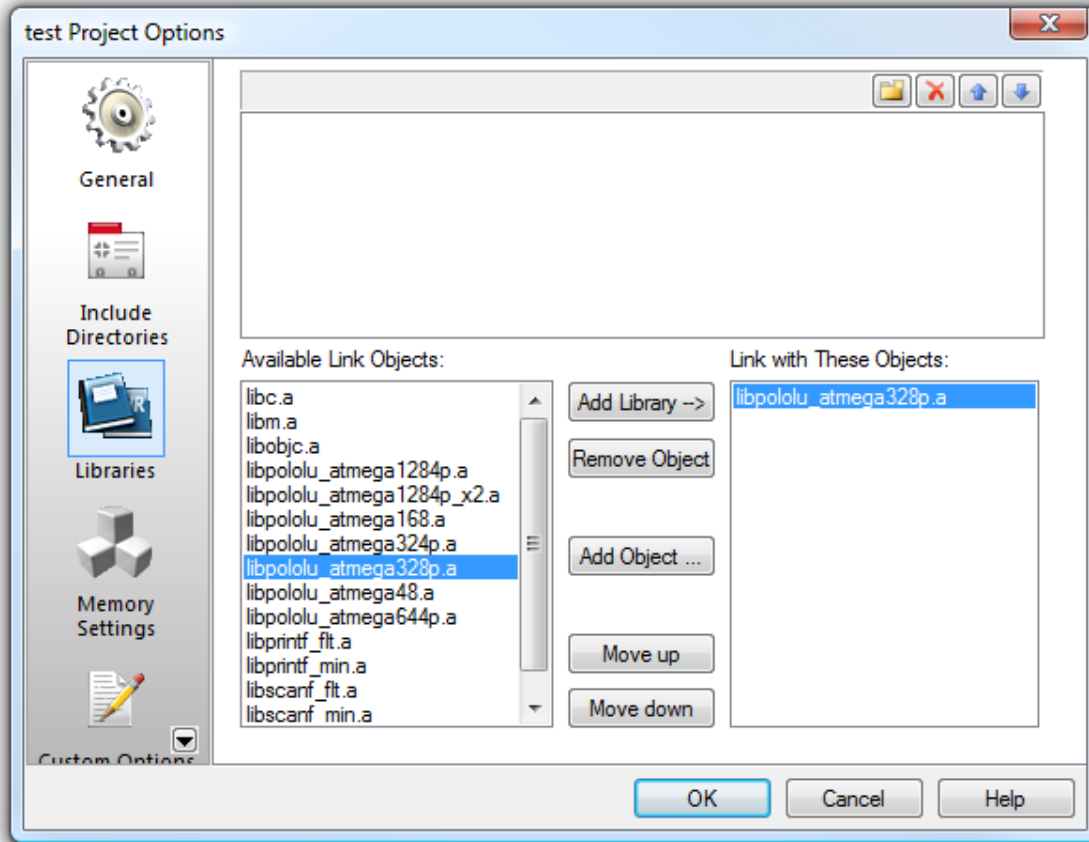 test Project Options
General
Include
Directories
Libraries
Memory
Settings
Custom Options
Available Link Objects:
libc.a
libm.a
libobjc.a
libpololu_atmega1284p.a
libpololu_atmega1284p_x2.a
libpololu_atmega168.a
libpololu_atmega324p.a
libpololu_atmega328p.a
libpololu_atmega48.a
libpololu_atmega644p.a
libprintf_flt.a
libprintf_min.a
libscanf_flt.a
libscanf_min.a
Add Library -->
Remove Object
Add Object ...
Move up
Move down
Link with These Objects:
libpololu_atmega328p.a
OK
Cancel
Help